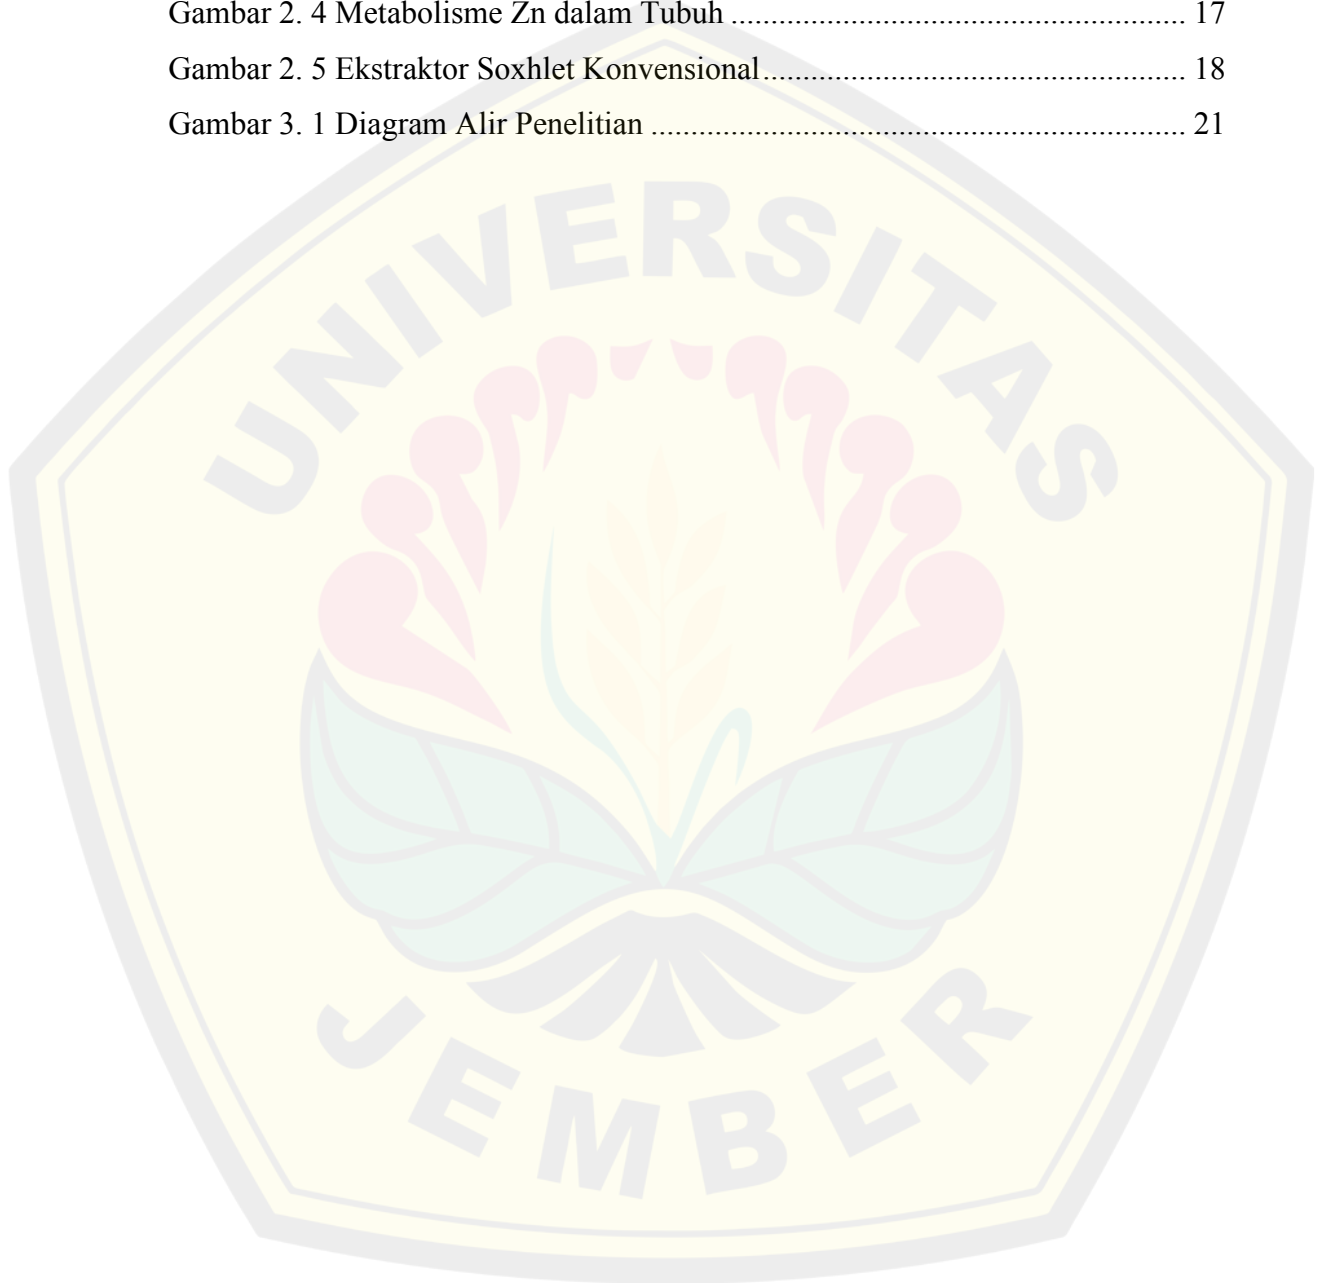 Gambar 2. 4 Metabolisme Zn dalam Tubuh ......................................................... 17
Gambar 2. 5 Ekstraktor Soxhlet Konvensional..................................................... 18
Gambar 3. 1 Diagram Alir Penelitian ................................................................... 21
UNIVERSITAS
JEMBER